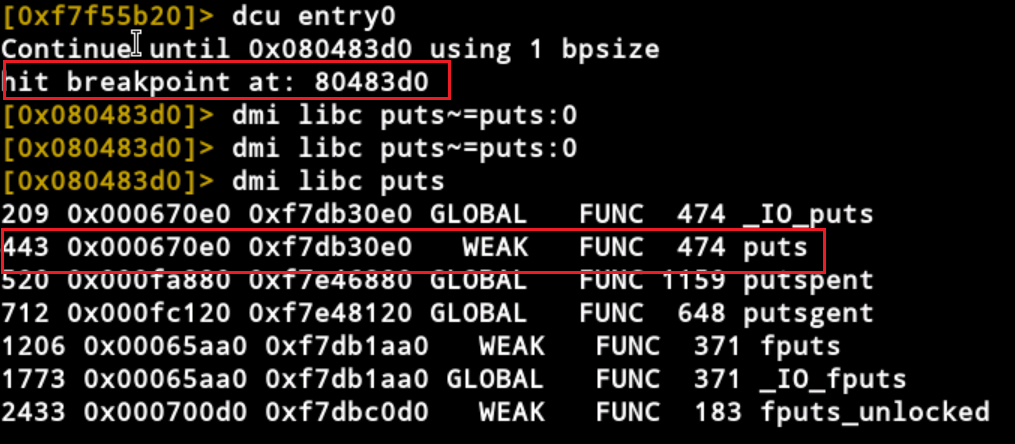 [0xf7f55b20]> dcu entry0
Continue until 0x080483d0 using 1 bpsize
hit breakpoint at: 80483d0
[0x080483d0]> dmi libc puts~=puts:0
[0x080483d0]> dmi libc puts~=puts:0
[0x080483d0]> dmi libc puts
209 0x000670e0 0xf7db30e0 GLOBAL FUNC 474 _IO_puts
443 0x000670e0 0xf7db30e0 WEAK FUNC 474 puts
520 0x000fa880 0xf7e46880 GLOBAL FUNC 1159 putspent
712 0x000fc120 0xf7e48120 GLOBAL FUNC 648 putsgent
1206 0x00065aa0 0xf7db1aa0 WEAK FUNC 371 fputs
1773 0x00065aa0 0xf7db1aa0 GLOBAL FUNC 371 _IO_fputs
2433 0x000700d0 0xf7dbc0d0 WEAK FUNC 183 fputs_unlocked